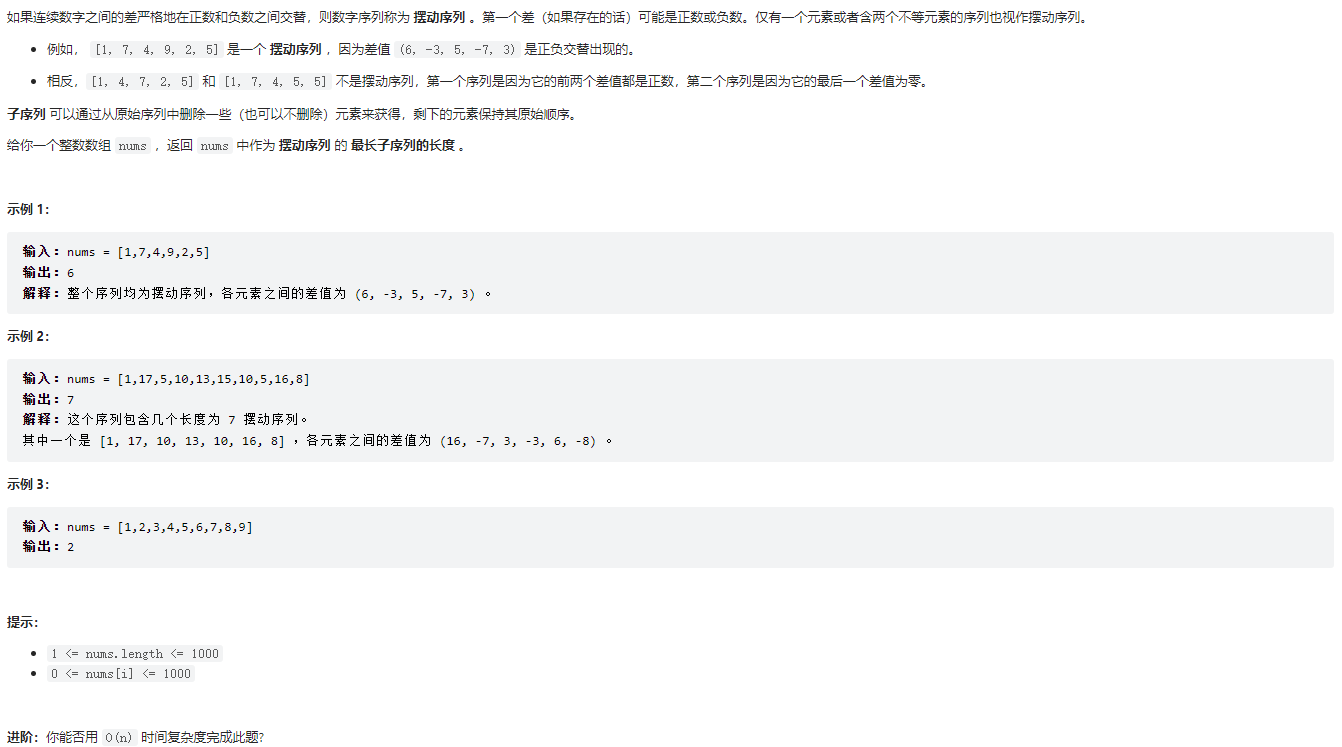 如果连续数字之间的差严格地在正数和负数之间交替，则数字序列称为 摆动序列 。第一个差（如果存在的话）可能是正数或负数。仅有一个元素或者含两个不等元素的序列也视作摆动序列。
• 例如， [1, 7, 4, 9, 2, 5] 是一个 摆动序列 ，因为差值 (6, -3, 5, -7, 3) 是正负交替出现的。
• 相反，[1, 4, 7, 2, 5] 和 [1, 7, 4, 5, 5] 不是摆动序列，第一个序列是因为它的前两个差值都是正数，第二个序列是因为它的最后一个差值为零。
子序列 可以通过从原始序列中删除一些（也可以不删除）元素来获得，剩下的元素保持其原始顺序。
给你一个整数数组 nums ，返回 nums 中作为 摆动序列 的 最长子序列的长度 。
示例 1：
输入：nums = [1,7,4,9,2,5]
输出：6
解释：整个序列均为摆动序列，各元素之间的差值为 (6, -3, 5, -7, 3) 。
示例 2：
输入：nums = [1,17,5,10,13,15,10,5,16,8]
输出：7
解释：这个序列包含几个长度为 7 摆动序列。
其中一个是 [1, 17, 10, 13, 10, 16, 8] ，各元素之间的差值为 (16, -7, 3, -3, 6, -8) 。
示例 3：
输入：nums = [1,2,3,4,5,6,7,8,9]
输出：2
提示：
• 1 <= nums.length <= 1000
• 0 <= nums[i] <= 1000
进阶：你能否用 O(n) 时间复杂度完成此题?